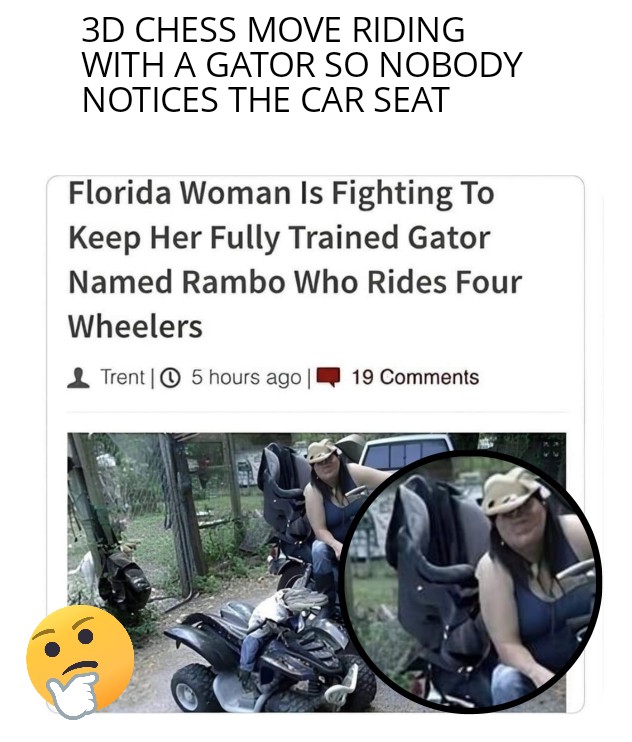 3D CHESS MOVE RIDING
WITH A GATOR SO NOBODY
NOTICES THE CAR SEAT
Florida Woman Is Fighting To
Keep Her Fully Trained Gator
Named Rambo Who Rides Four
Wheelers
Trent | 5 hours ago | 19 Comments